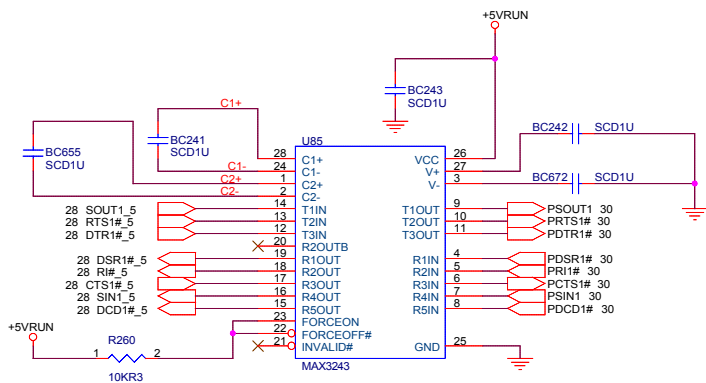 +5VRUN
BC243
SCD1U
C1+
U85
BC241
SCD1U
BC655
SCD1U
BC242 SCD1U
C1-
C2+
C2-
BC672 SCD1U
28 C1+ VCC 26
24 C1- V+ 27
1 C2+ V- 3
2 C2-
28 SOUT1_5 14 T1IN T1OUT 9 PSOUT1 30
28 RTS1#_5 13 T2IN T2OUT 10 PRTS1# 30
28 DTR1#_5 12 T3IN T3OUT 11 PDTR1# 30
20 R2OUTB
28 DSR1#_5 19 R1OUT R1IN 4 PDSR1# 30
28 RI#_5 18 R2OUT R2IN 5 PRI1# 30
28 CTS1#_5 17 R3OUT R3IN 6 PCTS1# 30
28 SIN1_5 16 R4OUT R4IN 7 PSIN1 30
28 DCD1#_5 15 R5OUT R5IN 8 PDCD1# 30
23 FORCEON
22 FORCEOFF#
21 INVALID# GND 25
+5VRUN
R260
1 2
10KR3
MAX3243